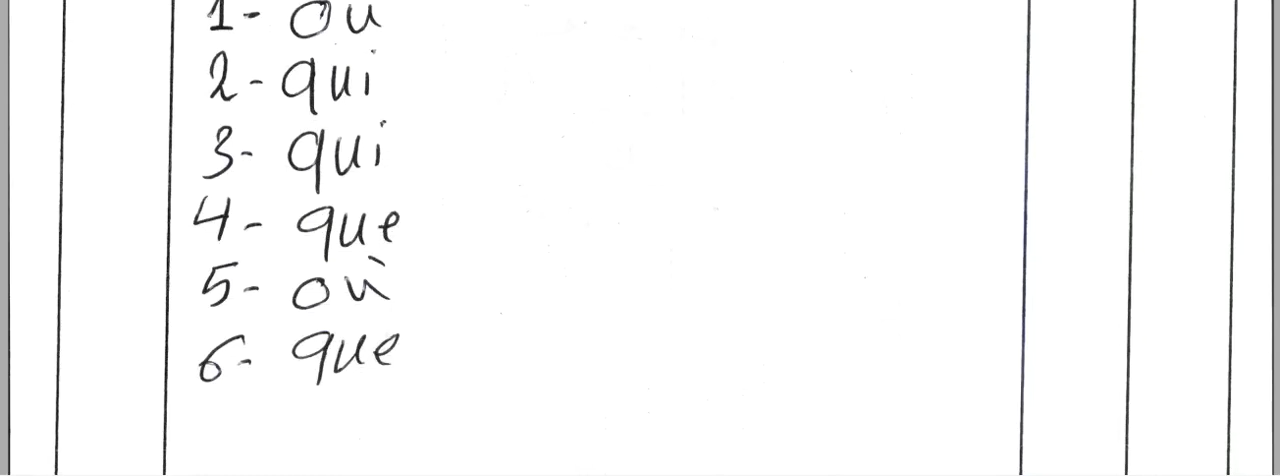 1- ou
2- qui
3- qui
4- que
5- où
6- que